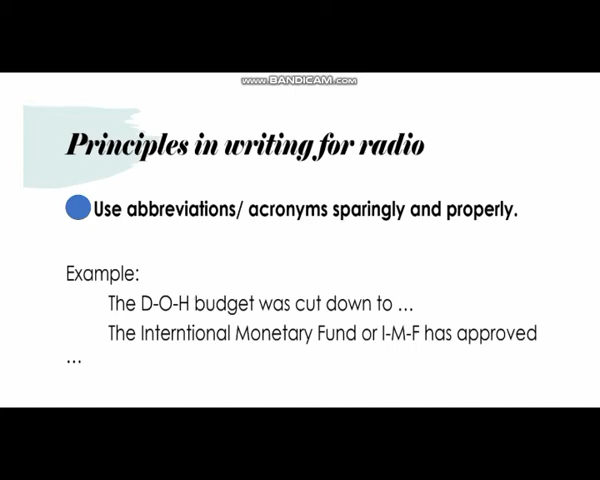 www.BANDICAM.com
Principles in writing for radio
Use abbreviations/ acronyms sparingly and properly.
Example:
The D-O-H budget was cut down to ...
The Interntional Monetary Fund or I-M-F has approved
...